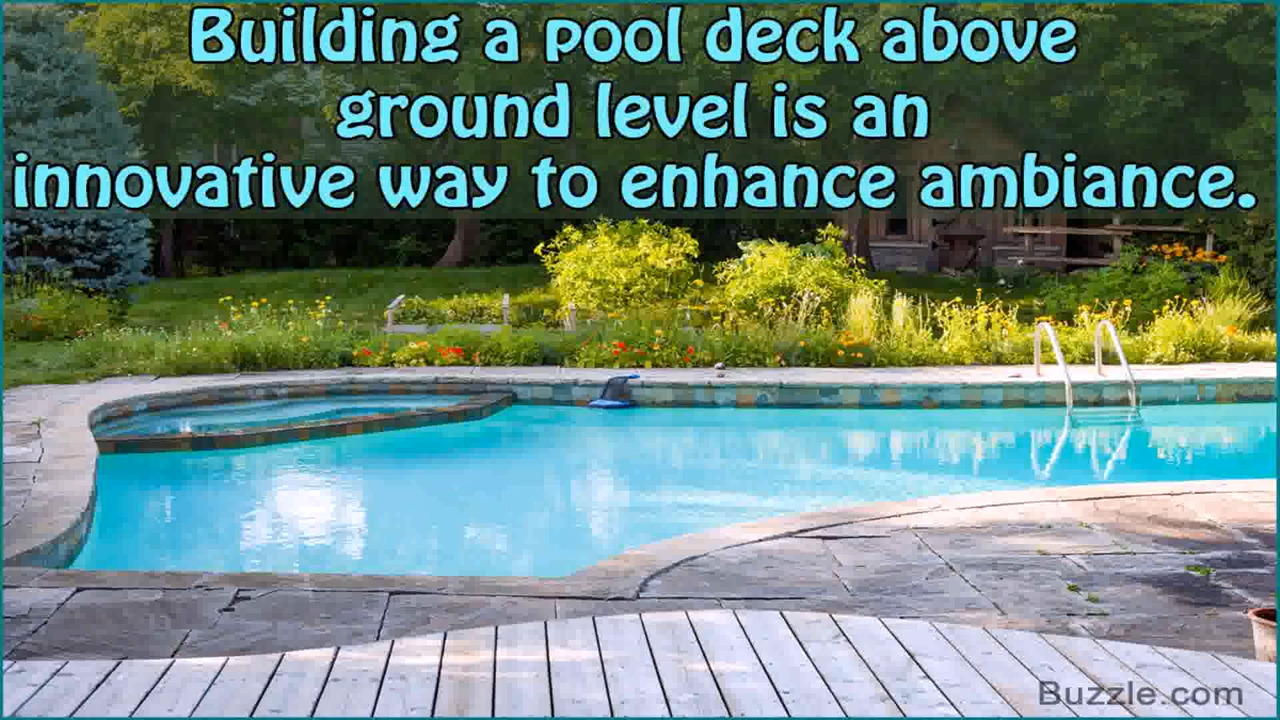 Building a pool deck above
ground level is an
innovative way to enhance ambiance.
Buzzle.com